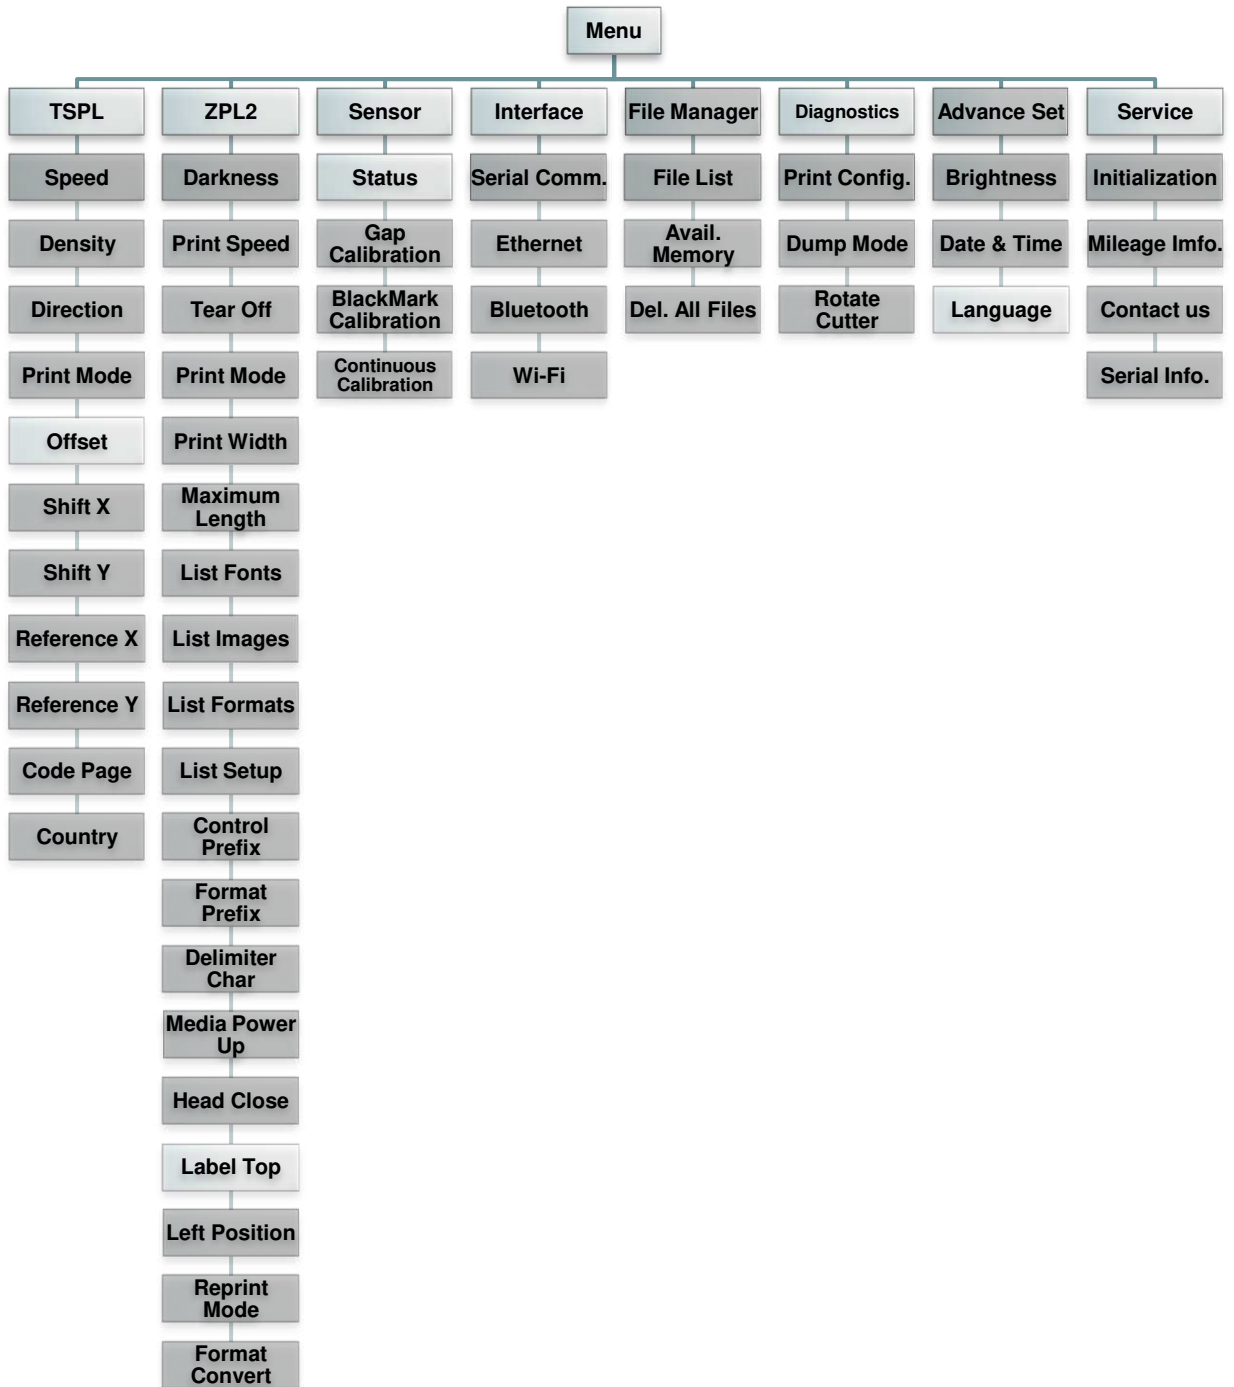 Menu
TSPL
ZPL2
Sensor
Interface
File Manager
Diagnostics
Advance Set
Service
Speed
Darkness
Status
Serial Comm.
File List
Print Config.
Brightness
Initialization
Density
Print Speed
Gap
Calibration
Ethernet
Avail.
Memory
Dump Mode
Date & Time
Mileage Imfo.
Direction
Tear Off
BlackMark
Calibration
Bluetooth
Del. All Files
Rotate
Cutter
Language
Contact us
Print Mode
Print Mode
Continuous
Calibration
Wi-Fi
Serial Info.
Offset
Print Width
Shift X
Maximum
Length
Shift Y
List Fonts
Reference X
List Images
Reference Y
List Formats
Code Page
List Setup
Country
Control
Prefix
Format
Prefix
Delimiter
Char
Media Power
Up
Head Close
Label Top
Left Position
Reprint
Mode
Format
Convert